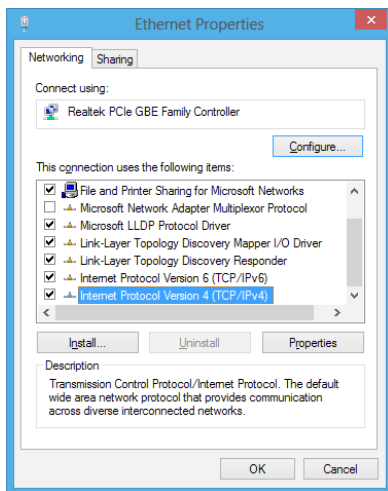 Ethernet Properties
Networking
Sharing
Connect using:
Realtek PCIe GBE Family Controller
Configure...
This connection uses the following items:
File and Printer Sharing for Microsoft Networks
Microsoft Network Adapter Multiplexor Protocol
Microsoft LLDP Protocol Driver
Link-Layer Topology Discovery Mapper I/O Driver
Link-Layer Topology Discovery Responder
Internet Protocol Version 6 (TCP/IPv6)
Internet Protocol Version 4 (TCP/IPv4)
Install...
Uninstall
Properties
Description
Transmission Control Protocol/Internet Protocol. The default
wide area network protocol that provides communication
across diverse interconnected networks.
OK
Cancel